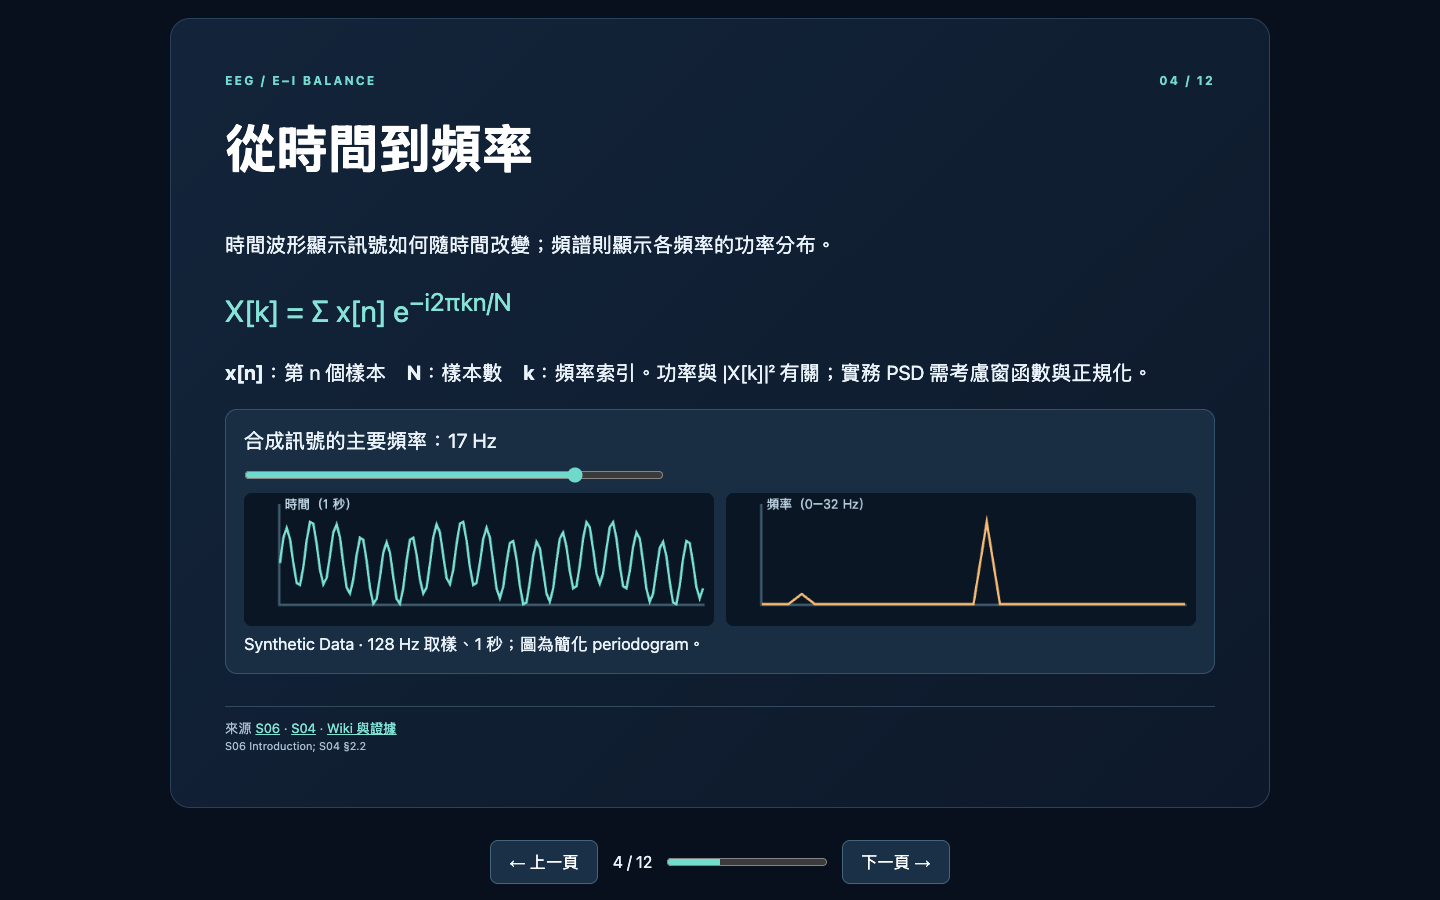 EEG / E–I BALANCE
04 / 12
從時間到頻率
時間波形顯示訊號如何隨時間改變；頻譜則顯示各頻率的功率分布。
X[k] = Σ x[n] e−i2πkn/N
x[n]：第 n 個樣本　N：樣本數　k：頻率索引。功率與 |X[k]|² 有關；實務 PSD 需考慮窗函數與正規化。
合成訊號的主要頻率：17 Hz
時間（1 秒）
頻率（0–32 Hz）
Synthetic Data · 128 Hz 取樣、1 秒；圖為簡化 periodogram。
來源 S06 · S04 · Wiki 與證據
S06 Introduction; S04 §2.2
← 上一頁
4 / 12
下一頁 →